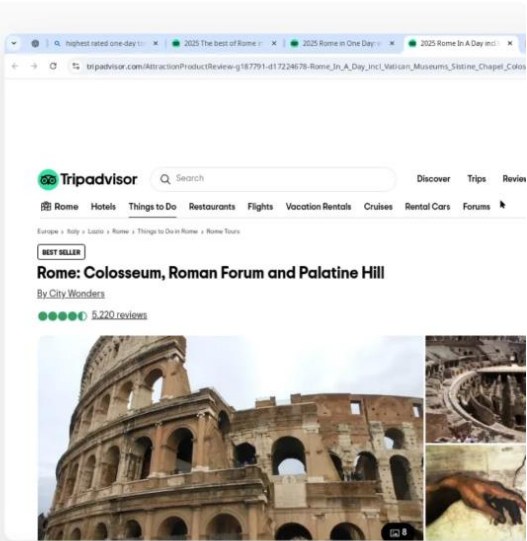 highest rated one-day to
2025 The best of Rome in
2025 Rome in One Day:
2025 Rome In A Day incl
tripadvisor.com/AttractionProductReview-g187791-d17224678-Rome_In_A_Day_incl_Vatican_Museums_Sistine_Chapel_Colos
Tripadvisor
Search
Discover
Trips
Review
Rome
Hotels
Things to Do
Restaurants
Flights
Vacation Rentals
Cruises
Rental Cars
Forums
Europe › Italy › Lazio › Rome › Things to Do in Rome › Rome Tours
BEST SELLER
Rome: Colosseum, Roman Forum and Palatine Hill
By City Wonders
5,220 reviews
8